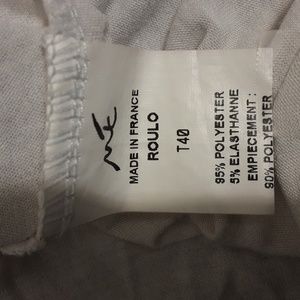 MADE IN FRANCE
ROULO
T40
95% POLYESTER
5% ELASTHANNE
EMPIECEMENT :
90% POLYESTER